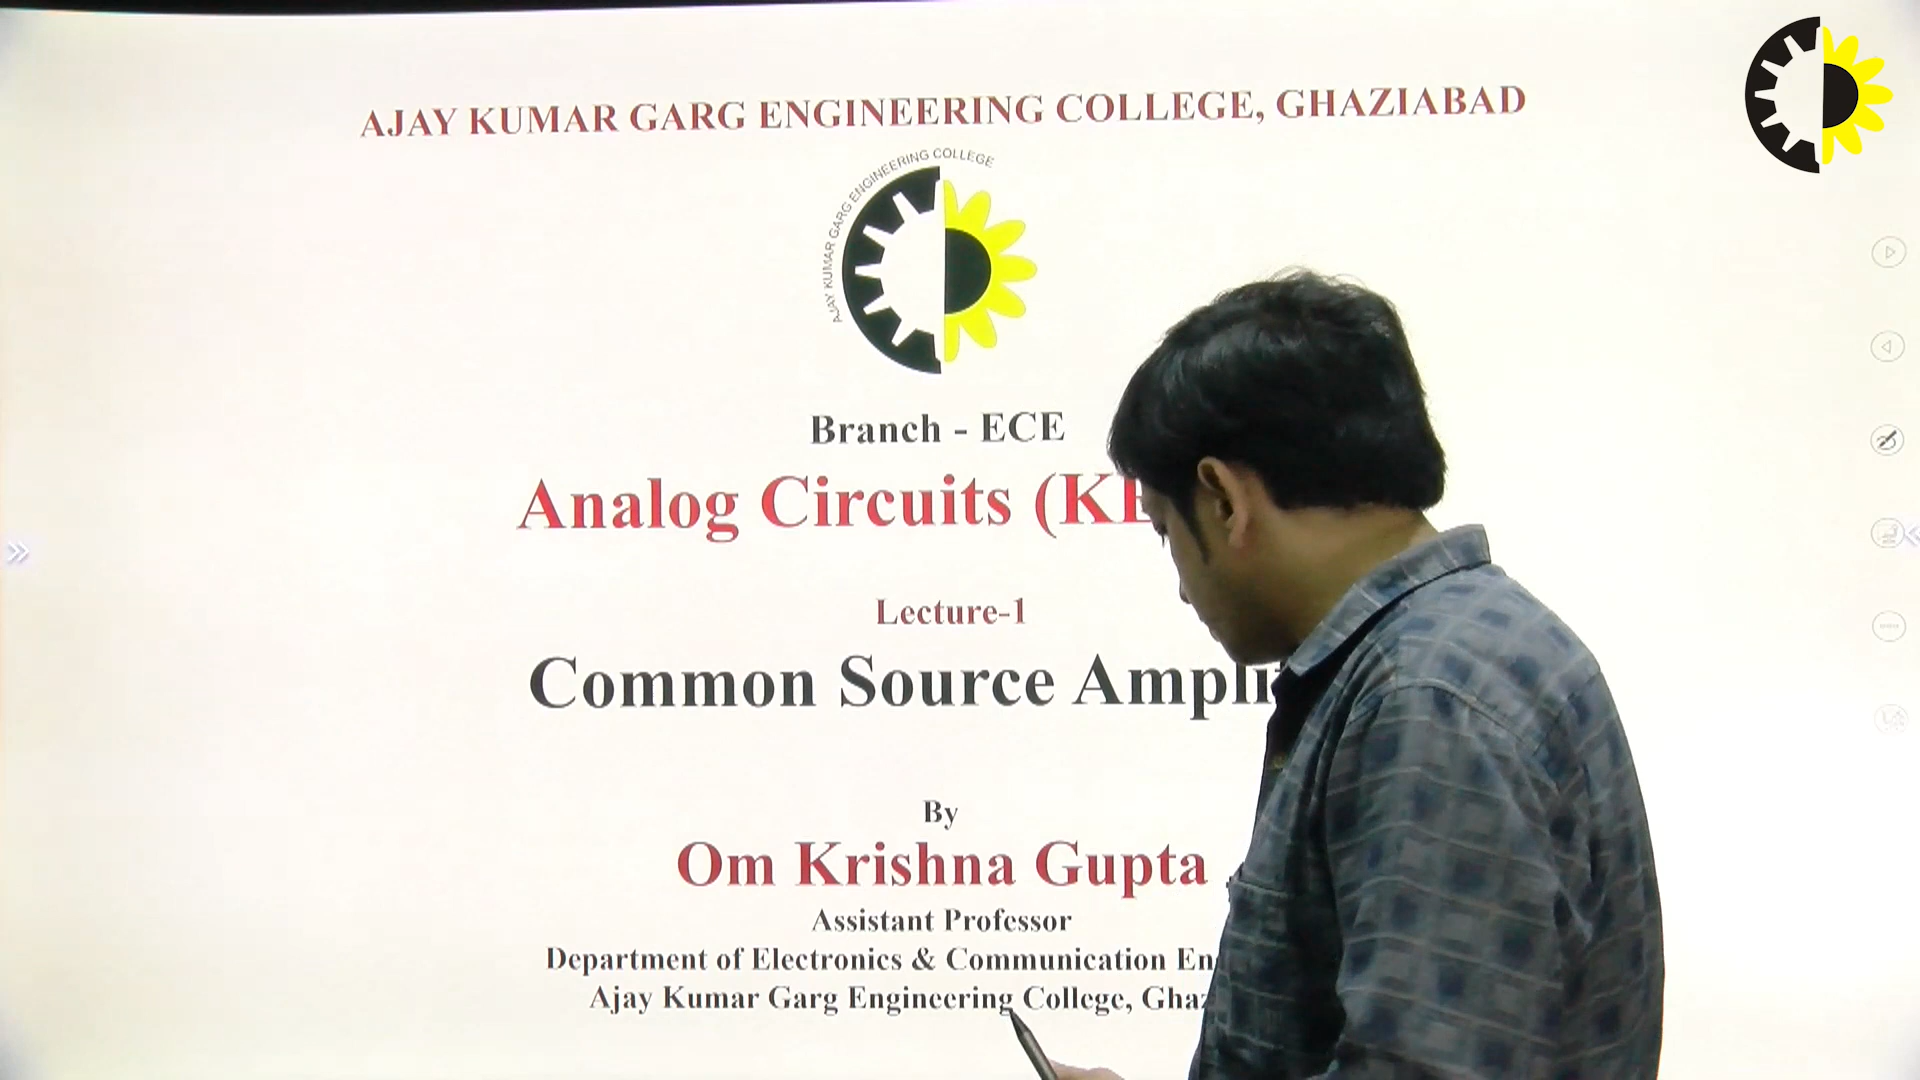 AJAY KUMAR GARG ENGINEERING COLLEGE, GHAZIABAD
AJAY KUMAR GARG ENGINEERING COLLEGE
Branch - ECE
Analog Circuits (KE
Lecture-1
Common Source Ampli
By
Om Krishna Gupta
Assistant Professor
Department of Electronics & Communication En
Ajay Kumar Garg Engineering College, Ghaz